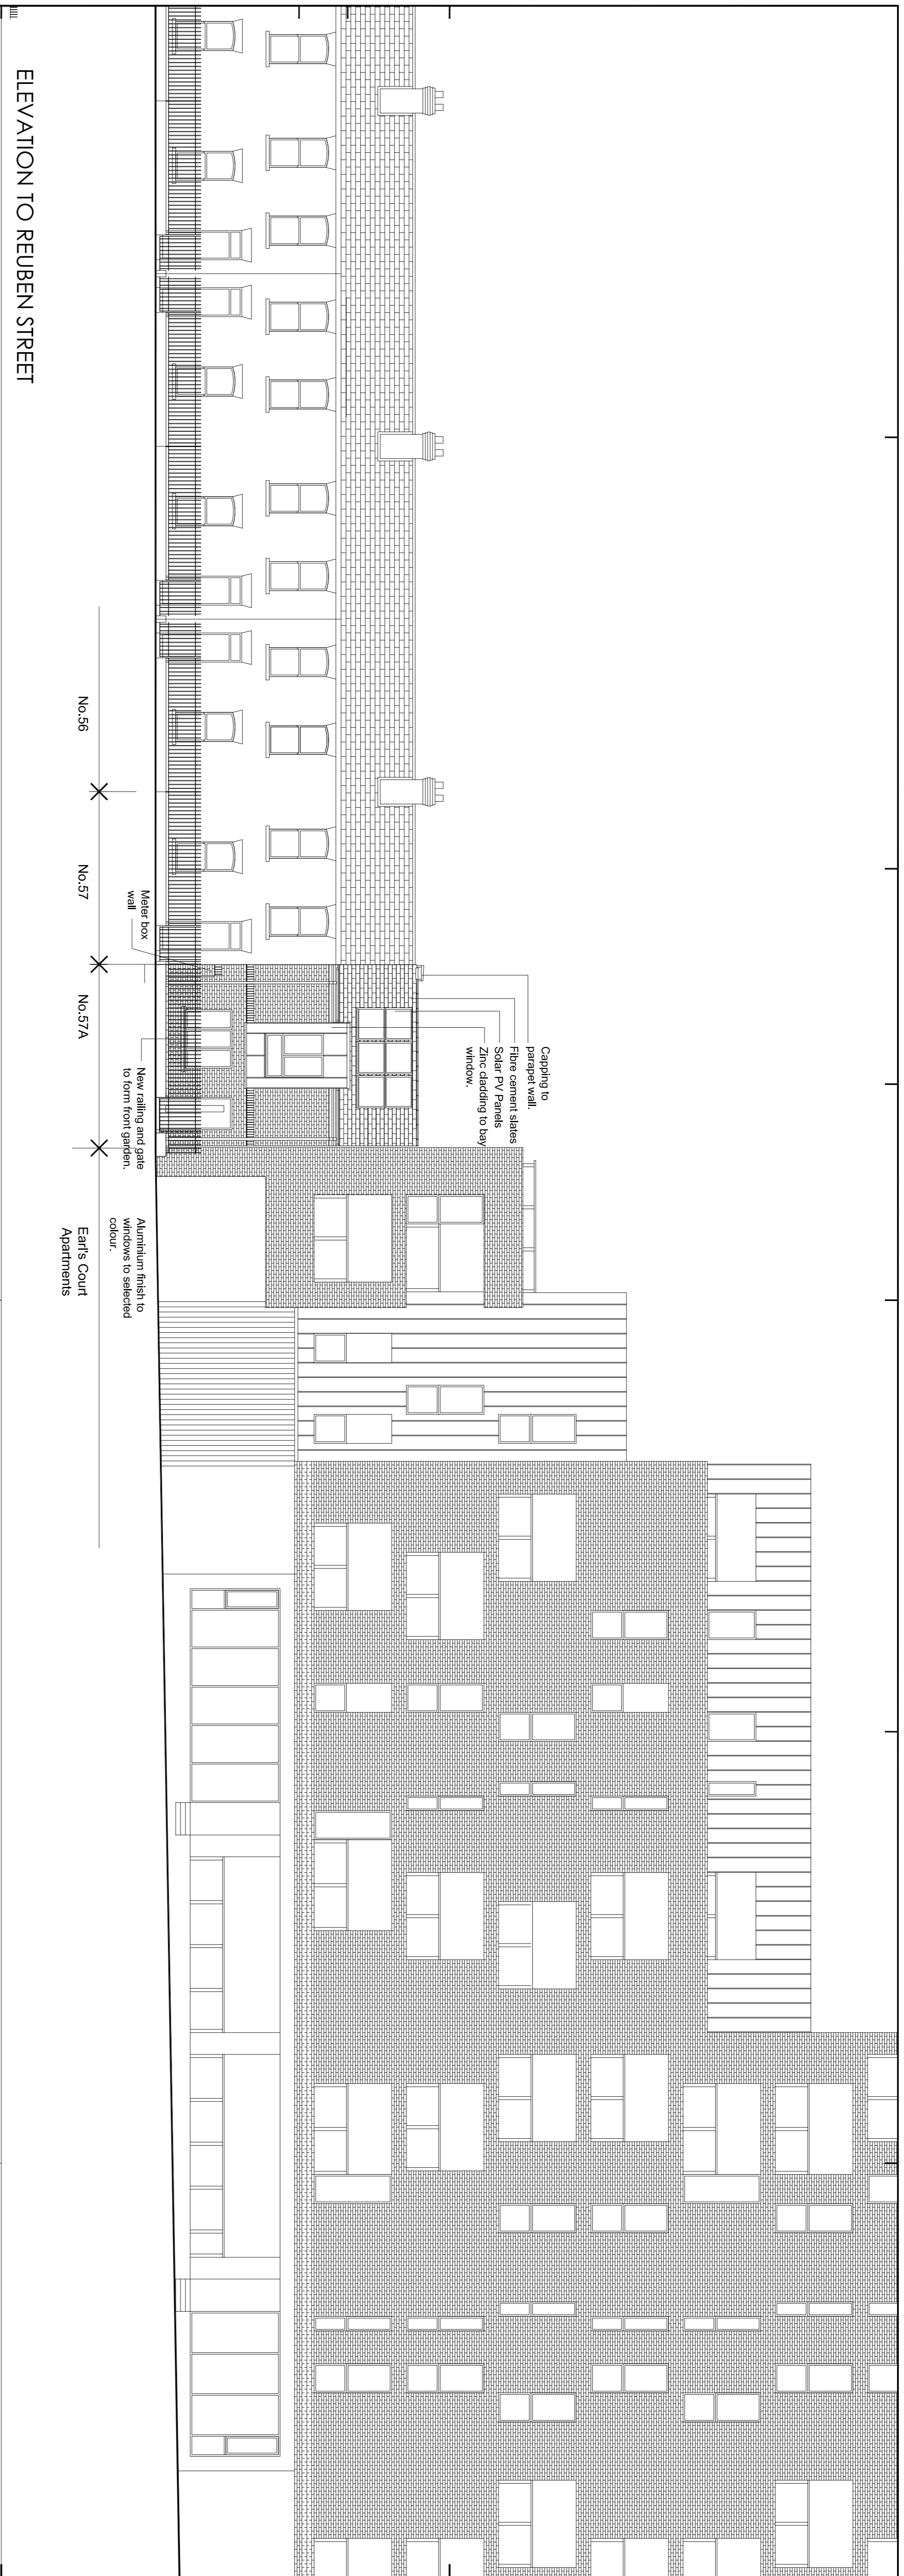 Capping to
parapet wall.
Fibre cement slates
Solar PV Panels
Zinc cladding to bay
window.
Meter box
wall
New railing and gate
to form front garden.
Aluminium finish to
windows to selected
colour.
No.56
No.57
No.57A
Earl's Court
Apartments
ELEVATION TO REUBEN STREET